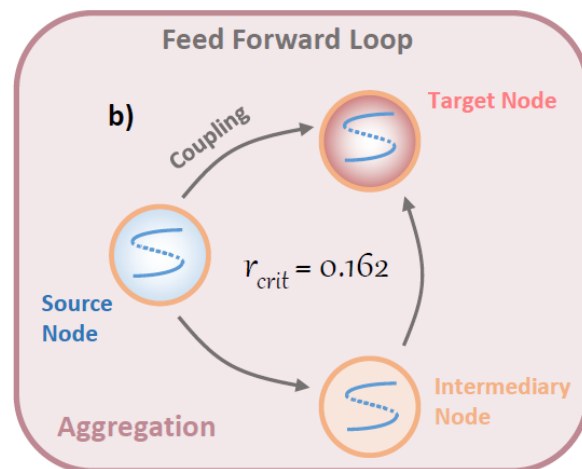 Feed Forward Loop
b)
Target Node
Coupling
r_crit = 0.162
Source
Node
Intermediary
Node
Aggregation